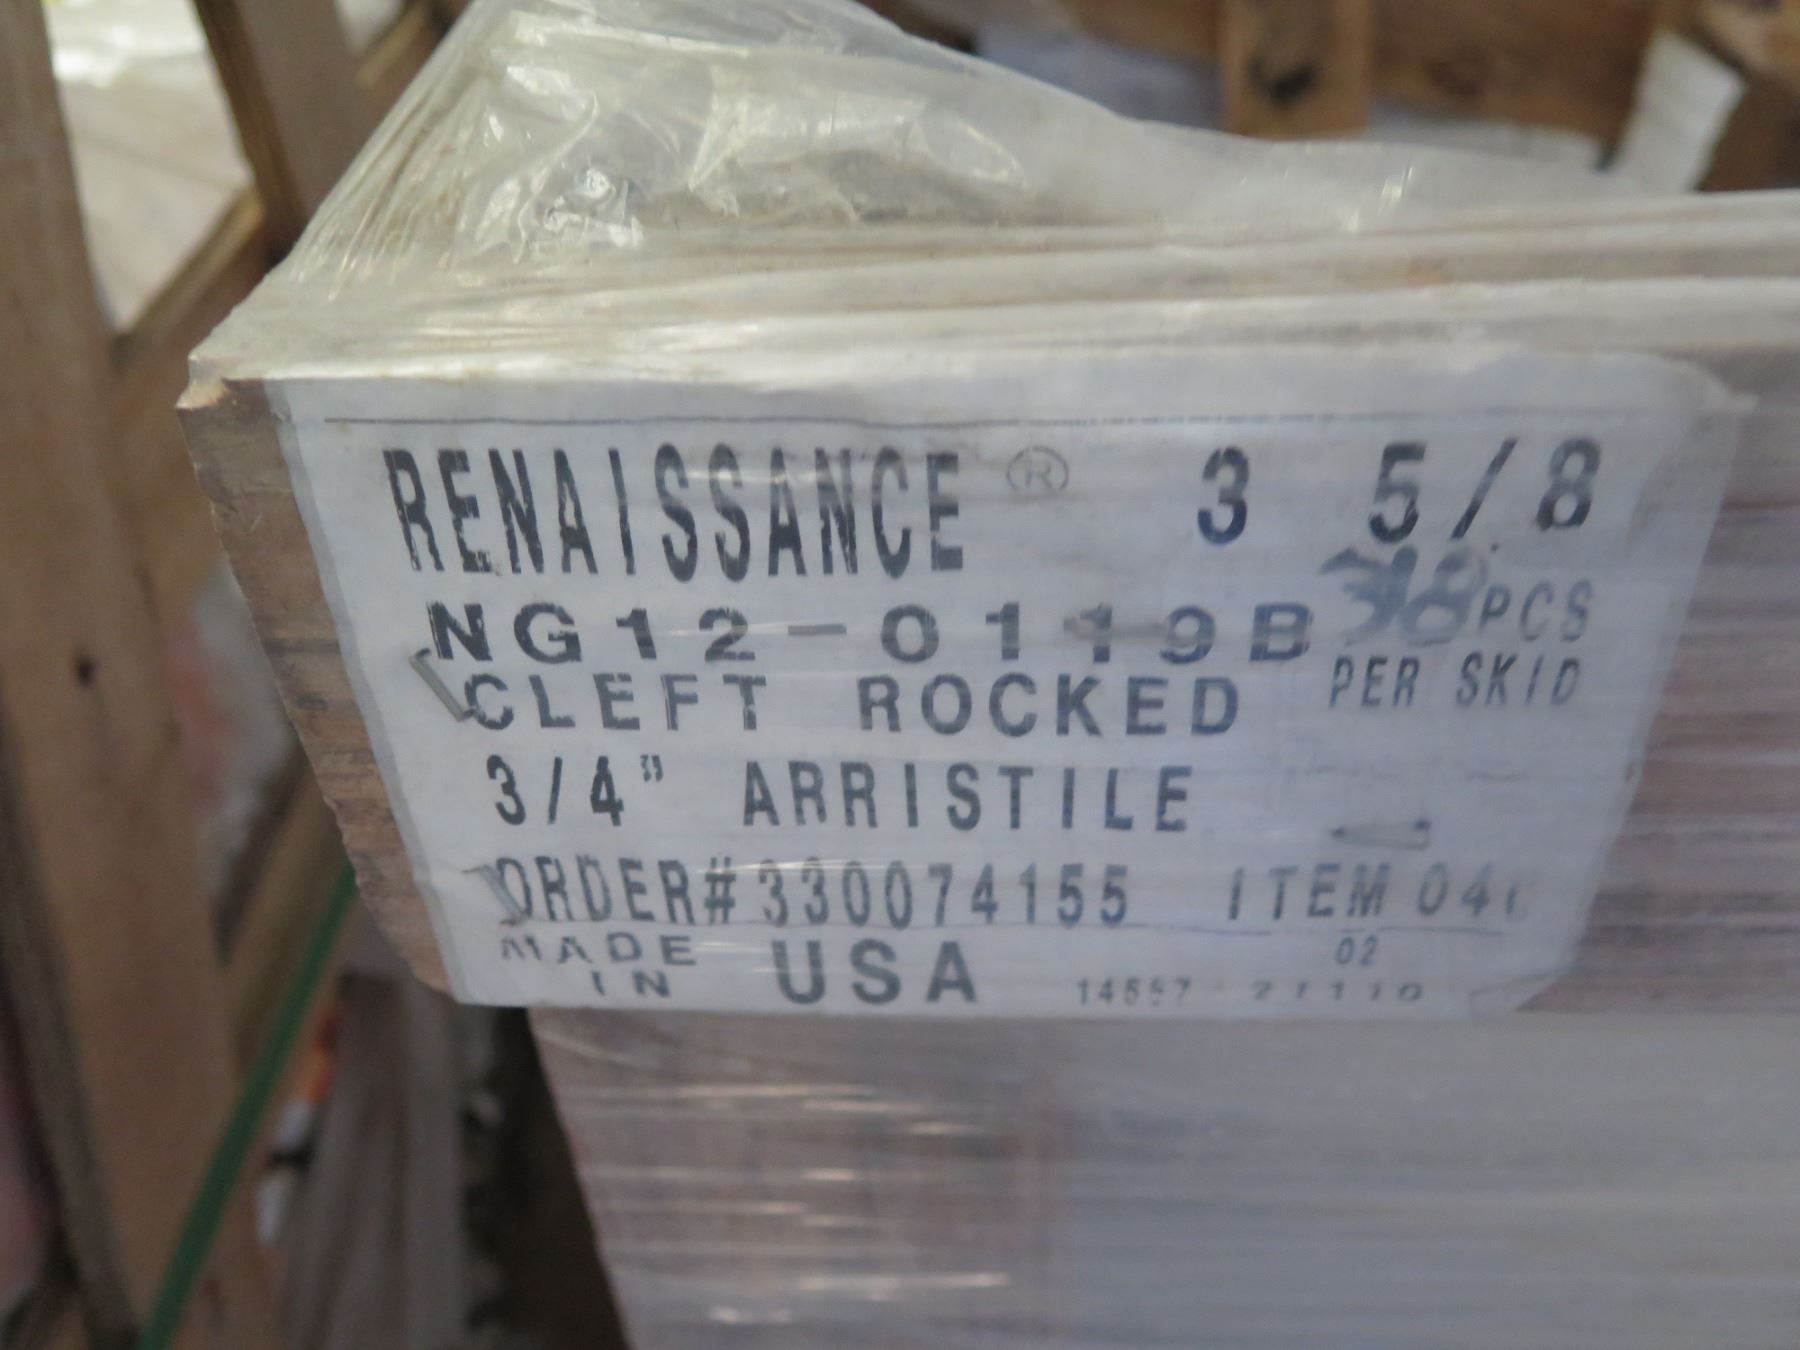 RENAISSANCE ® 3 5/8
NG12-0119B
PCS
PER SKID
CLEFT ROCKED
3/4" ARRISTILE
ORDER#330074155 ITEM
MADE IN USA
02